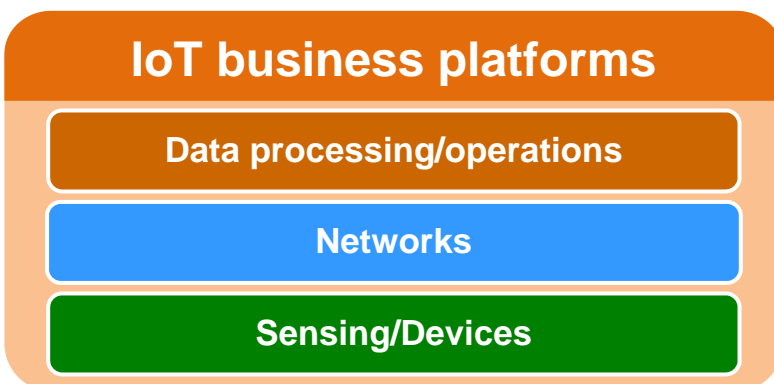 IoT business platforms
Data processing/operations
Networks
Sensing/Devices